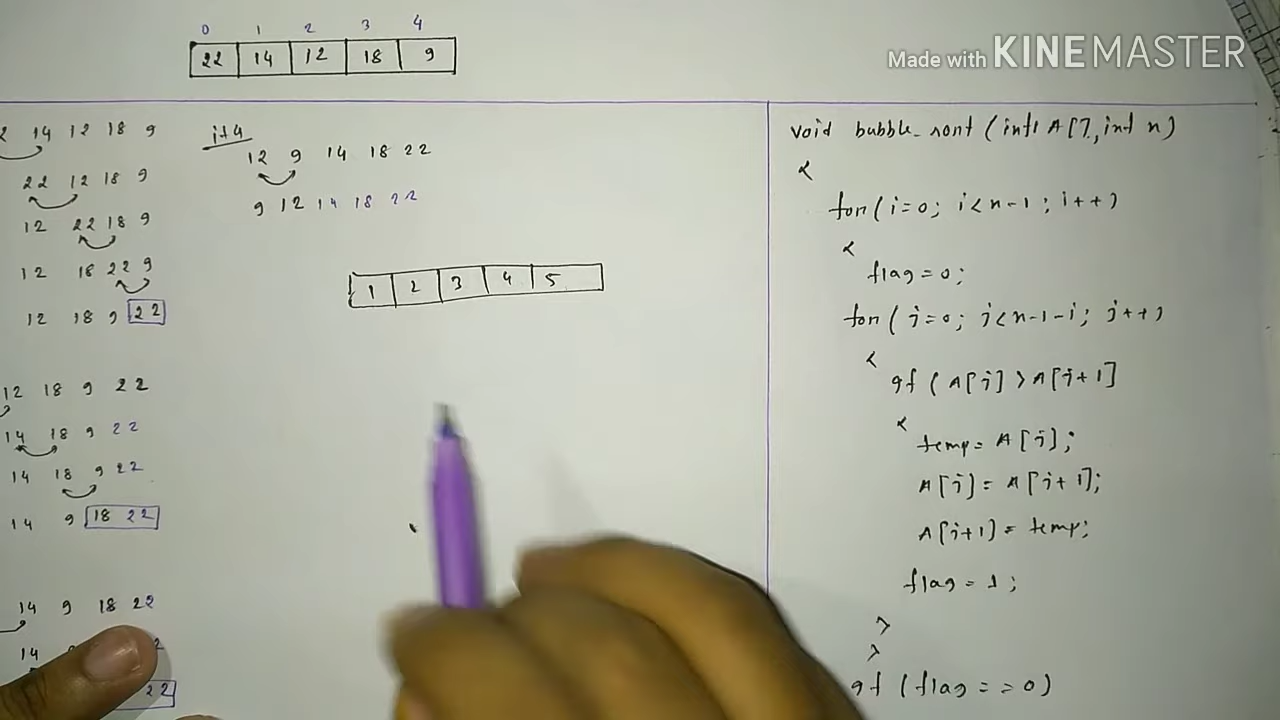 0 1 2 3 4
22 14 12 18 9
Made with KINEMASTER
2 14 12 18 9
22 12 18 9
12 22 18 9
12 18 22 9
12 18 9 22
12 18 9 22
14 18 9 22
14 18 9 22
14 9 18 22
14 9 18 22
14
22
it4
12 9 14 18 22
9 12 14 18 22
1 2 3 4 5
void bubble_sort (int A[], int n)
{
for( i=0; i<n-1; i++)
{
flag=0;
for( j=0; j<n-1-i; j++)
{
if ( A[j] > A[j+1]
{
temp= A[j];
A[j]= A[j+1];
A[j+1]= temp;
flag=1;
}
}
if (flag==0)